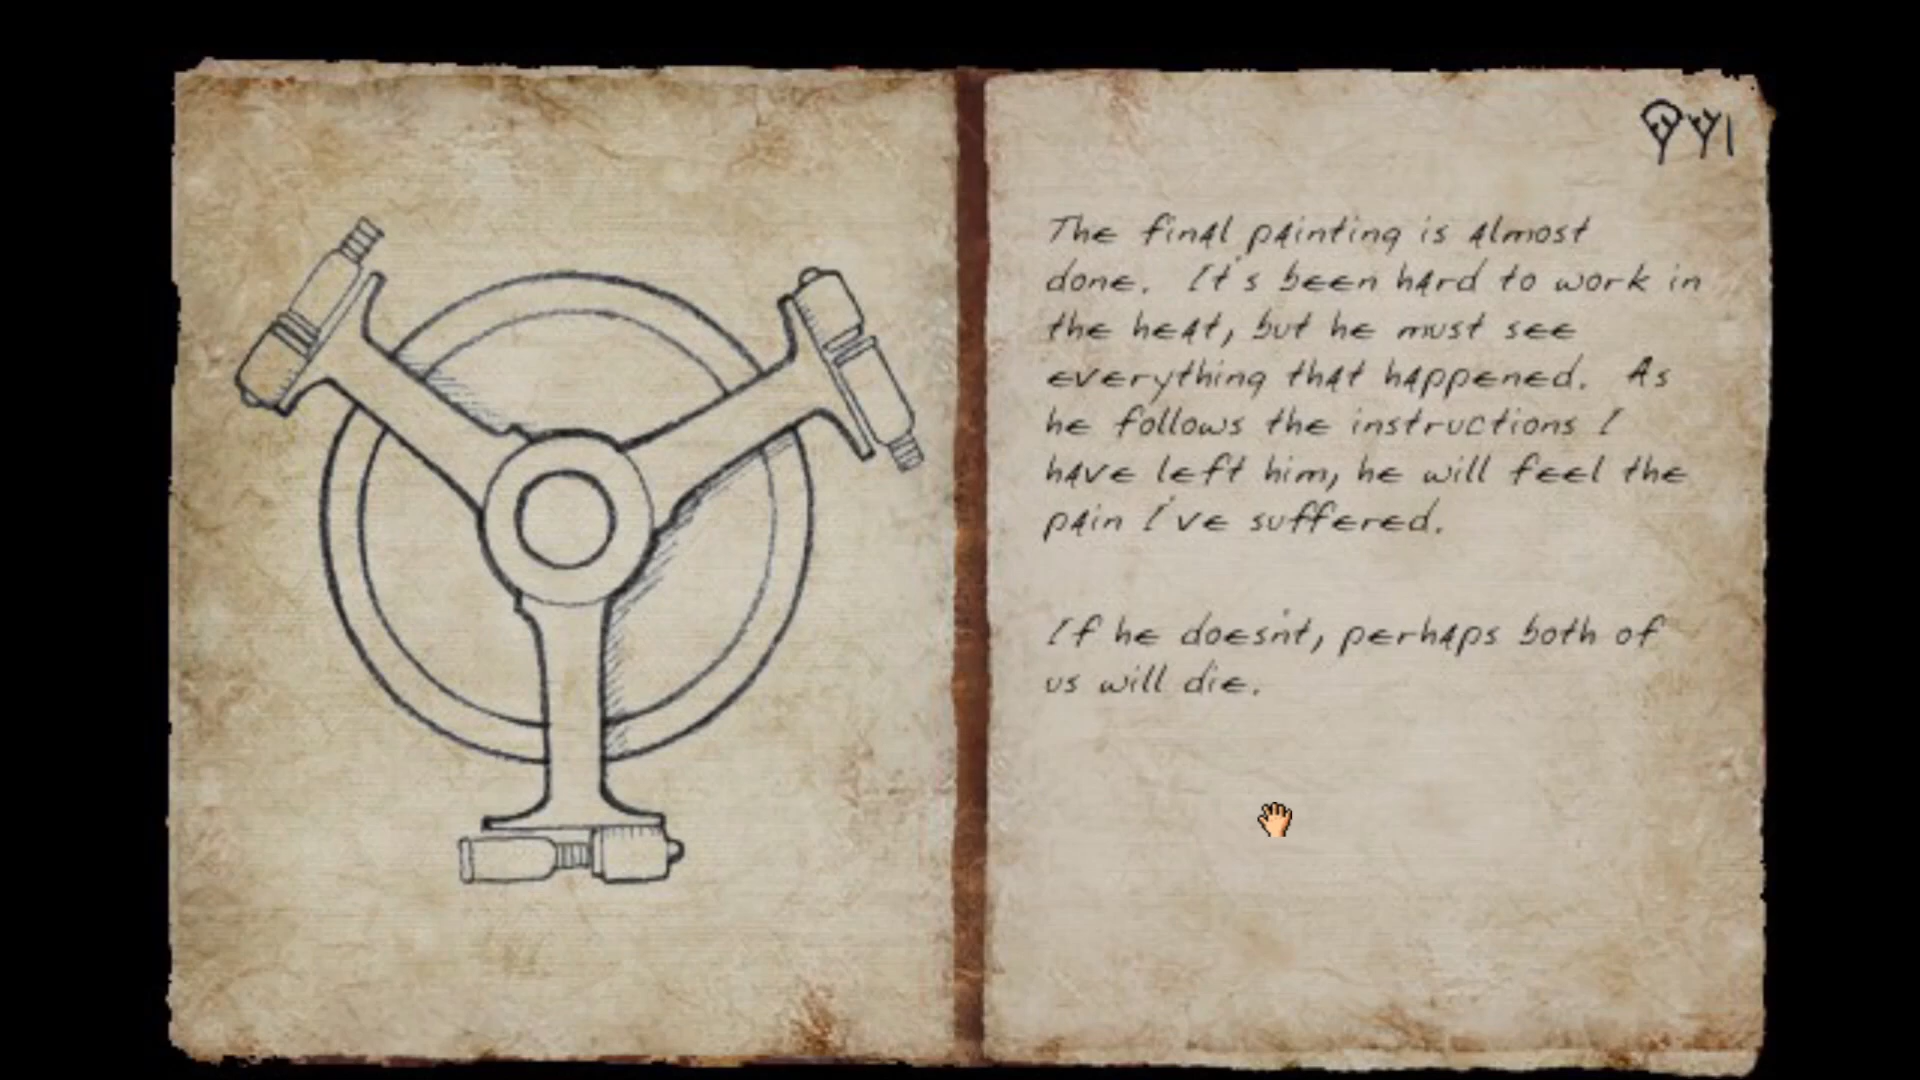 The final painting is almost
done. It's been hard to work in
the heat, but he must see
everything that happened. As
he follows the instructions I
have left him, he will feel the
pain I've suffered.
If he doesn't, perhaps both of
us will die.